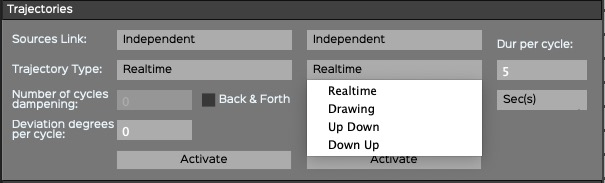 Trajectories
Sources Link: Independent Independent Dur per cycle:
Trajectory Type: Realtime Realtime 5
Number of cycles dampening: 0 Back & Forth Sec(s)
Deviation degrees per cycle: 0
Realtime
Drawing
Up Down
Down Up
Activate Activate